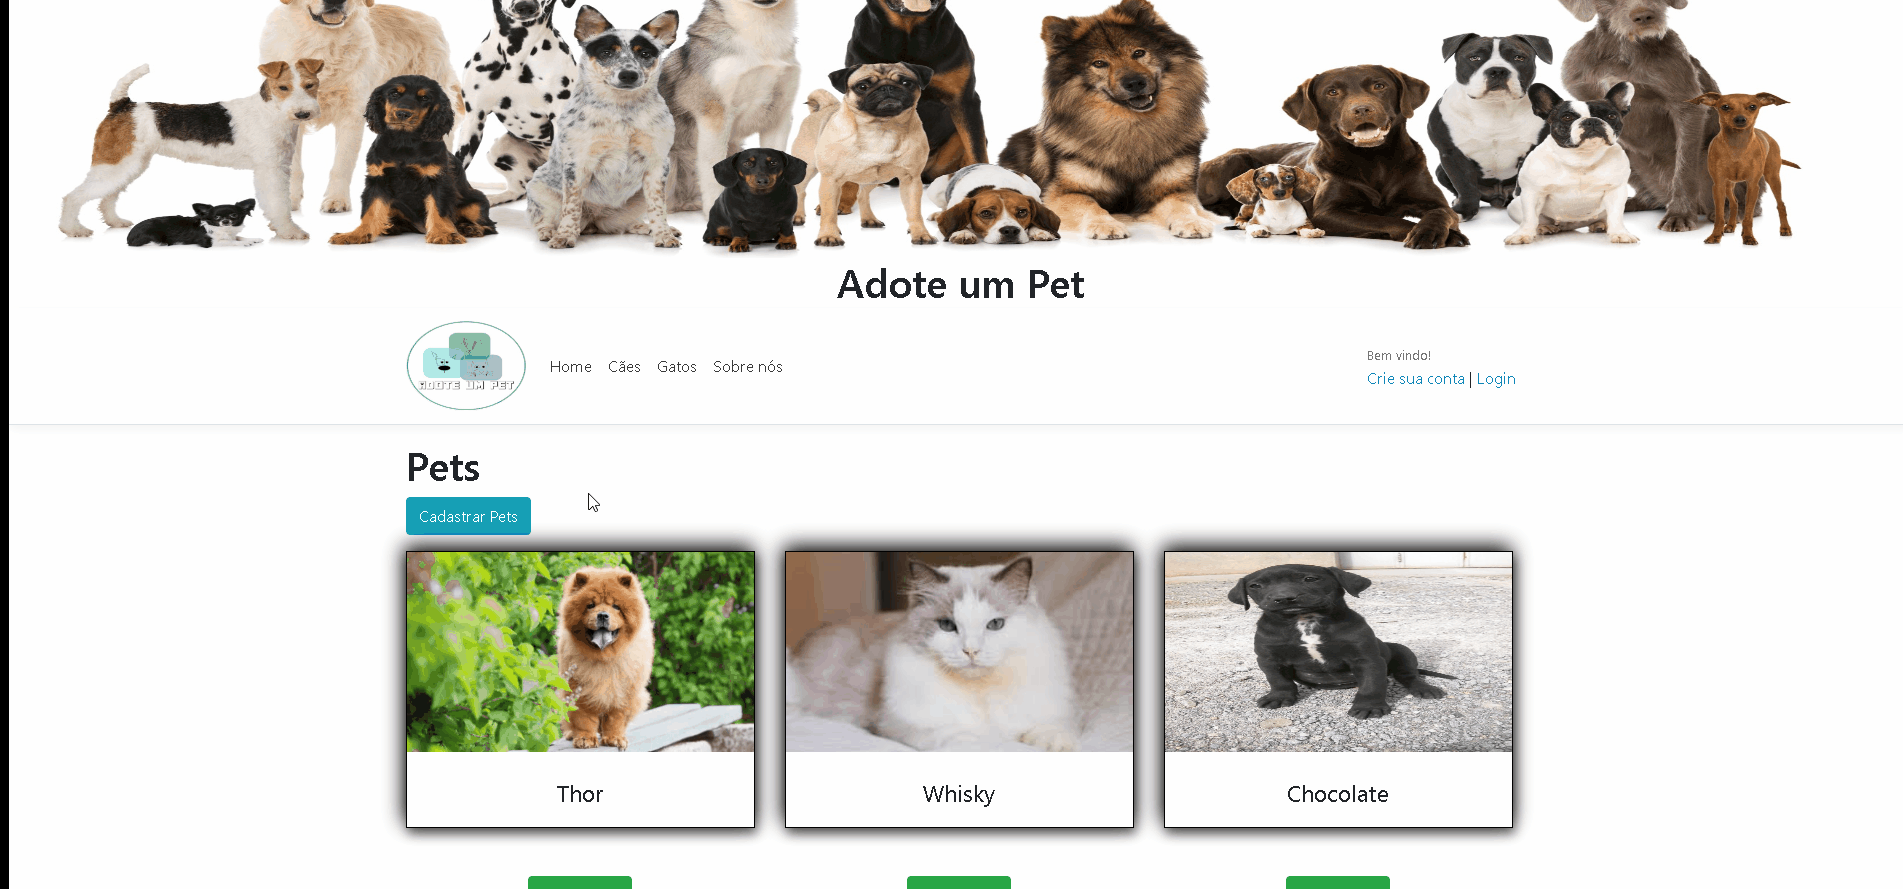 Adote um Pet
ADOTE UM PET
Home Cães Gatos Sobre nós
Bem vindo!
Crie sua conta | Login
Pets
Cadastrar Pets
Thor
Whisky
Chocolate